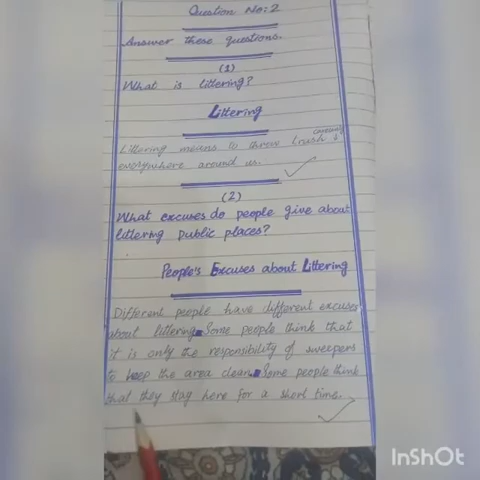 Question No:2
Answer these questions.
(1)
What is littering?
Littering
Littering means to throw trash
everywhere around us.
(2)
What excuses do people give about
littering public places?
People's Excuses about Littering
Different people have different excuses
about littering. Some people think that
it is only the responsibility of sweepers
to keep the area clean. Some people think
that they stay here for a short time.
InShOt